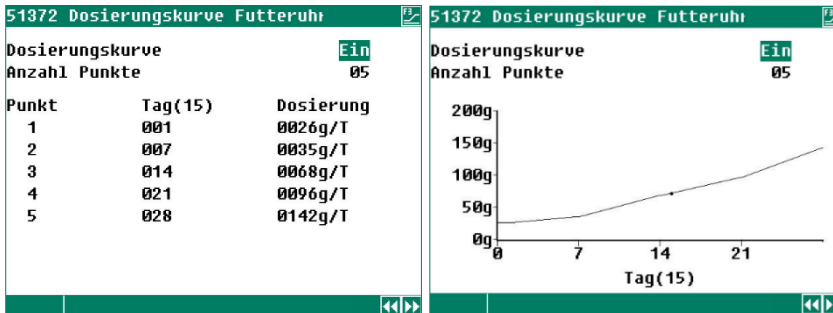 51372 Dosierungskurve Futteruhr
F3
Dosierungskurve Ein
Anzahl Punkte 05
Punkt Tag(15) Dosierung
1 001 0026g/T
2 007 0035g/T
3 014 0068g/T
4 021 0096g/T
5 028 0142g/T
51372 Dosierungskurve Futteruhr
Dosierungskurve Ein
Anzahl Punkte 05
200g
150g
100g
50g
0g
0 7 14 21
Tag(15)